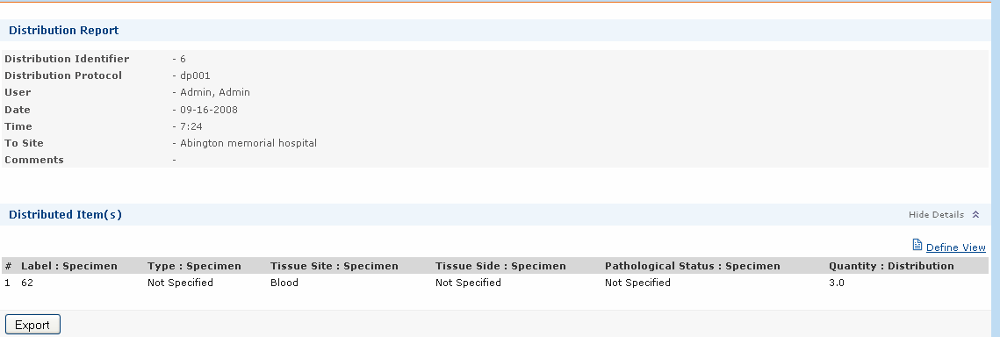 Distribution Report
Distribution Identifier - 6
Distribution Protocol - dp001
User - Admin, Admin
Date - 09-16-2008
Time - 7:24
To Site - Abington memorial hospital
Comments -
Distributed Item(s) Hide Details
Define View
# Label : Specimen Type : Specimen Tissue Site : Specimen Tissue Side : Specimen Pathological Status : Specimen Quantity : Distribution
1 62 Not Specified Blood Not Specified Not Specified 3.0
Export